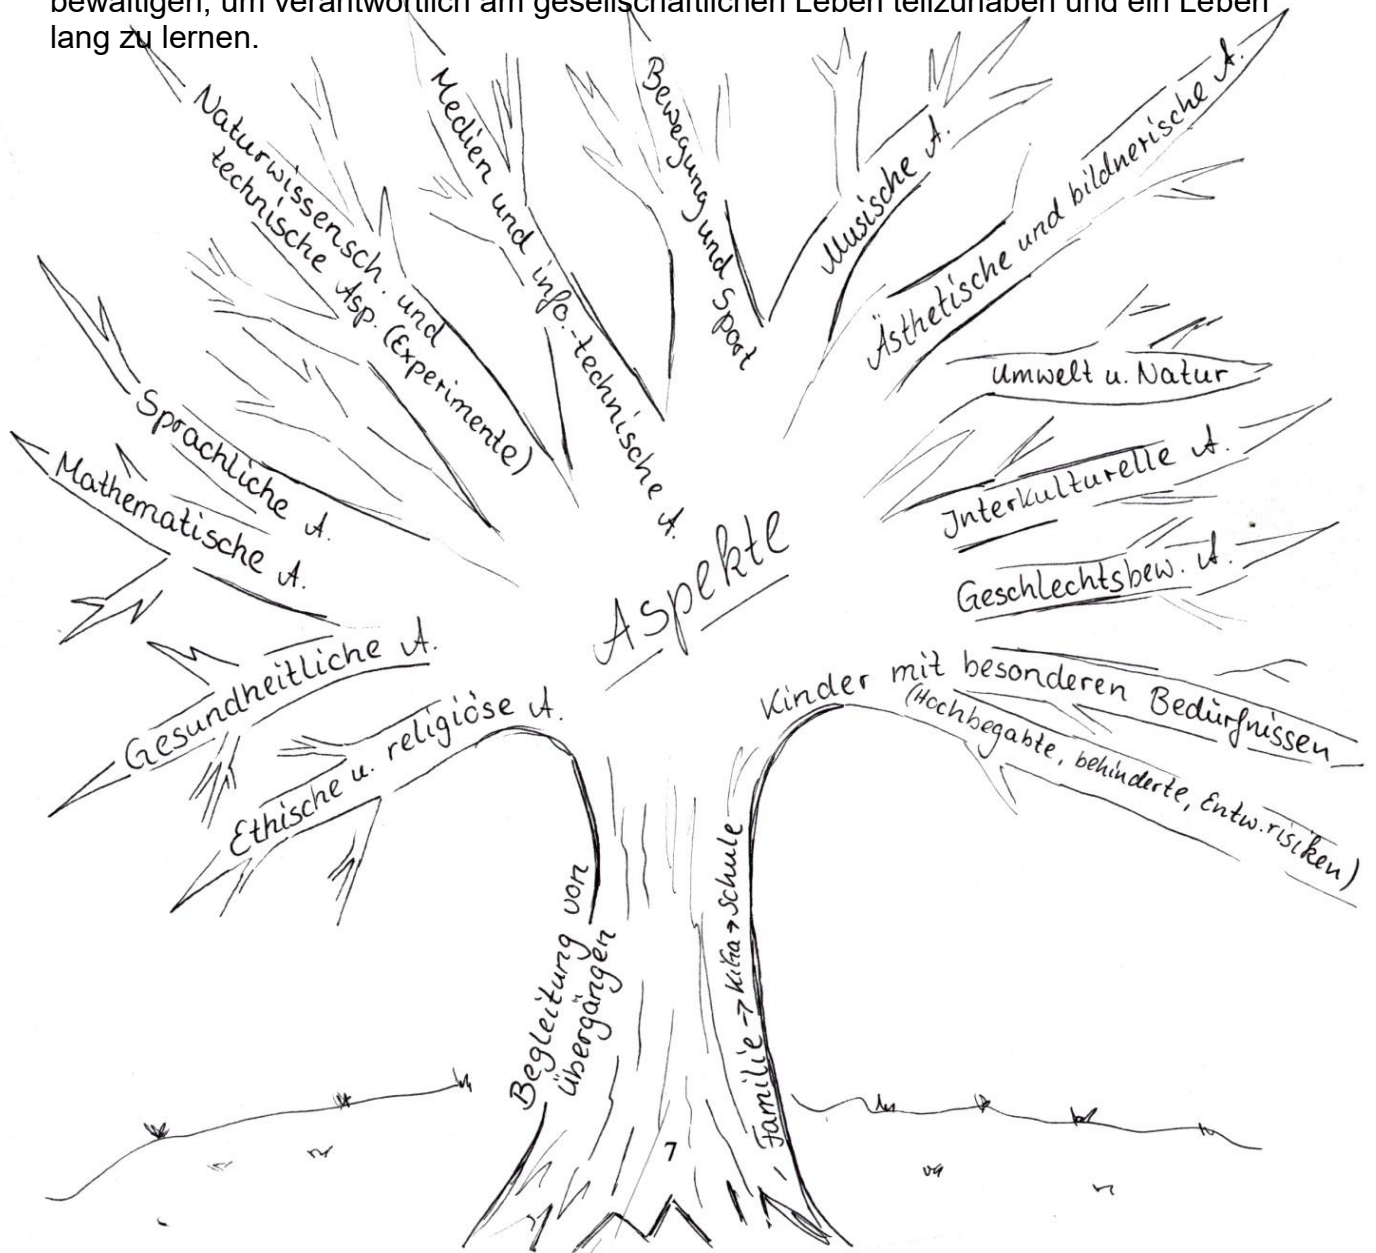 bewältigen, um verantwortlich am gesellschaftlichen Leben teilzuhaben und ein Leben
lang zu lernen.
Naturwissensch. und
technische Asp. (Experimente)
Medien und info.-technische A.
Bewegung und Sport
Musische A.
Ästhetische und bildnerische A.
Umwelt u. Natur
Interkulturelle A.
Geschlechtsbew. A.
Kinder mit besonderen Bedürfnissen
(Hochbegabte, behinderte, Entw.risiken)
Sprachliche A.
Mathematische A.
Gesundheitliche A.
Ethische u. religiöse A.
Aspekte
Begleitung von
übergängen
Familie → KiGa → Schule
7